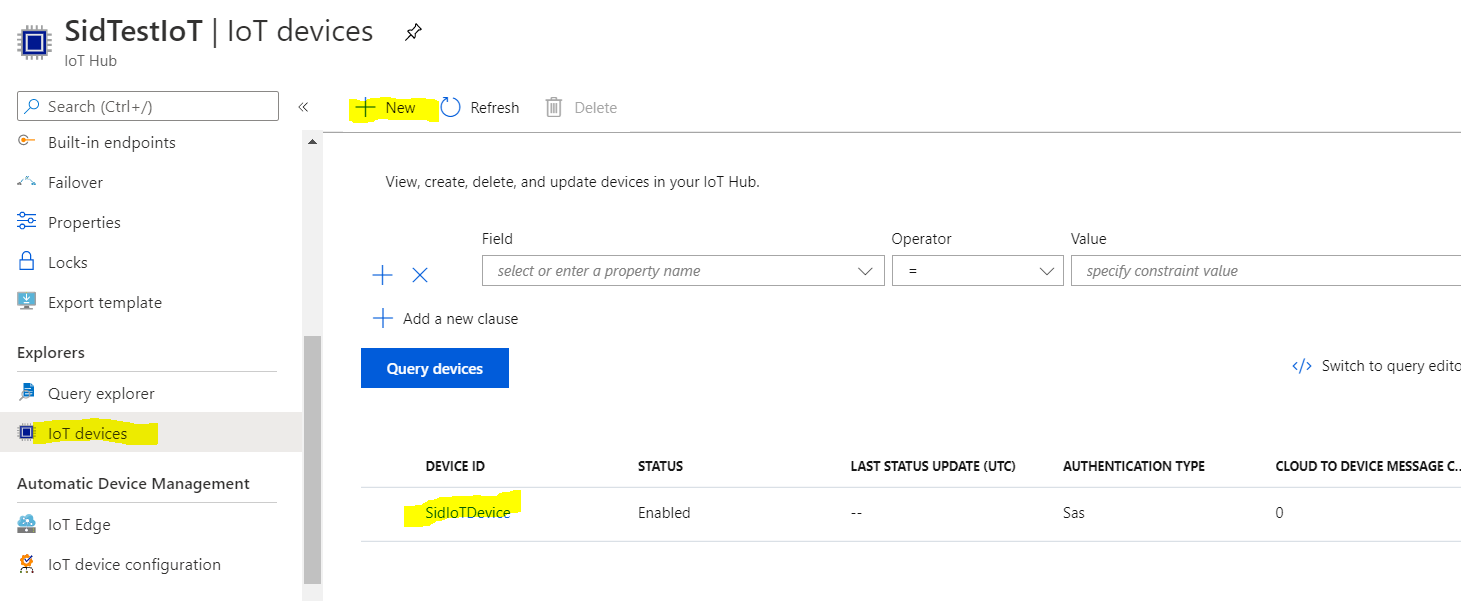 SidTestIoT | IoT devices
IoT Hub
Search (Ctrl+/)
«
Built-in endpoints
Failover
Properties
Locks
Export template
Explorers
Query explorer
IoT devices
Automatic Device Management
IoT Edge
IoT device configuration
New Refresh Delete
View, create, delete, and update devices in your IoT Hub.
Field Operator Value
select or enter a property name = specify constraint value
Add a new clause
Query devices
</> Switch to query edito
DEVICE ID STATUS LAST STATUS UPDATE (UTC) AUTHENTICATION TYPE CLOUD TO DEVICE MESSAGE C...
SidIoTDevice Enabled -- Sas 0